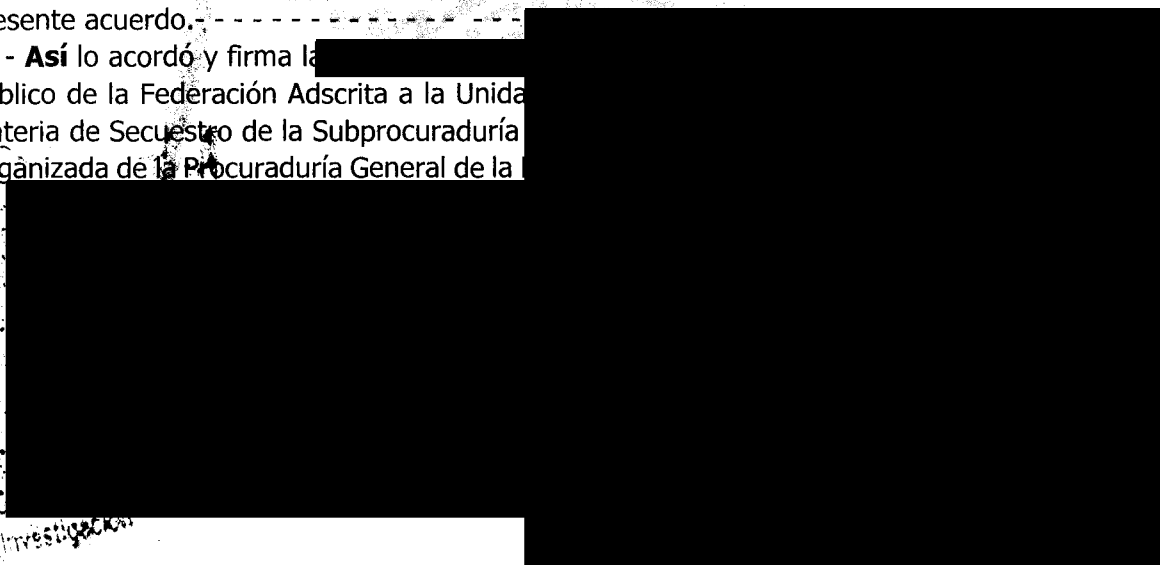 esente acuerdo.- - - - - - - - - - - - - - - - -
- Así lo acordó y firma la
blico de la Federación Adscrita a la Unida
teria de Secuestro de la Subprocuraduría
ganizada de la Procuraduría General de la
Investigación